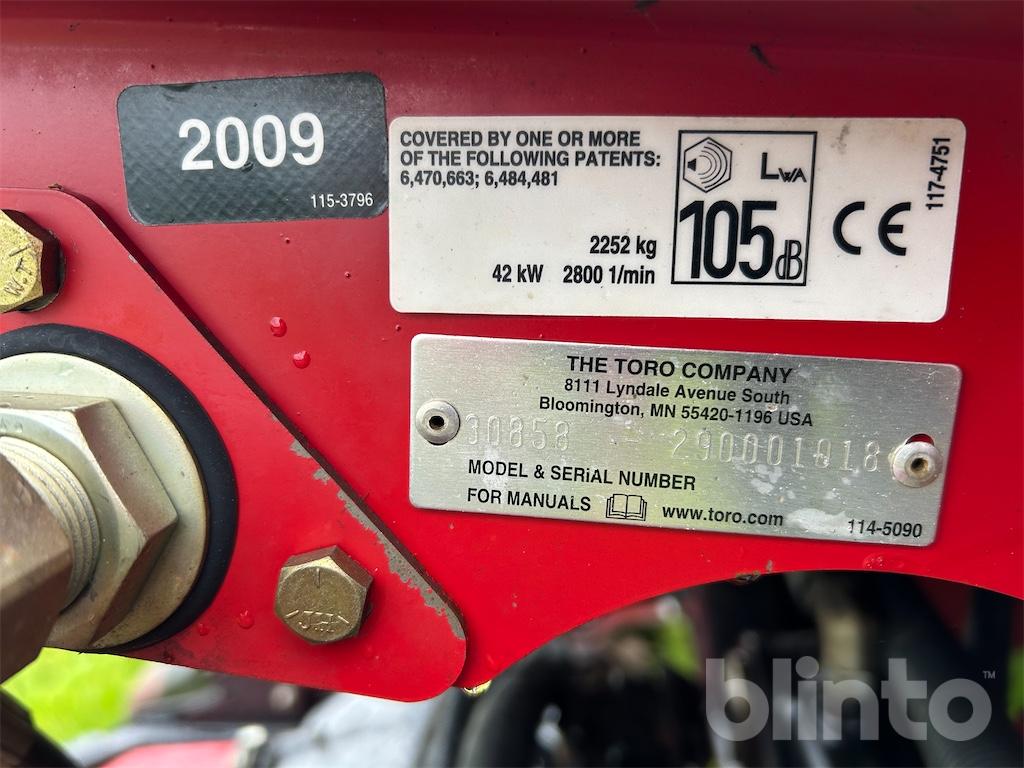 2009
115-3796
COVERED BY ONE OR MORE
OF THE FOLLOWING PATENTS:
6,470,663; 6,484,481
2252 kg
42 kW 2800 1/min
LWA
105dB
CE
117-4751
THE TORO COMPANY
8111 Lyndale Avenue South
Bloomington, MN 55420-1196 USA
30858 - 290001018
MODEL & SERIAL NUMBER
FOR MANUALS www.toro.com
114-5090
W.T
JH
blinto™